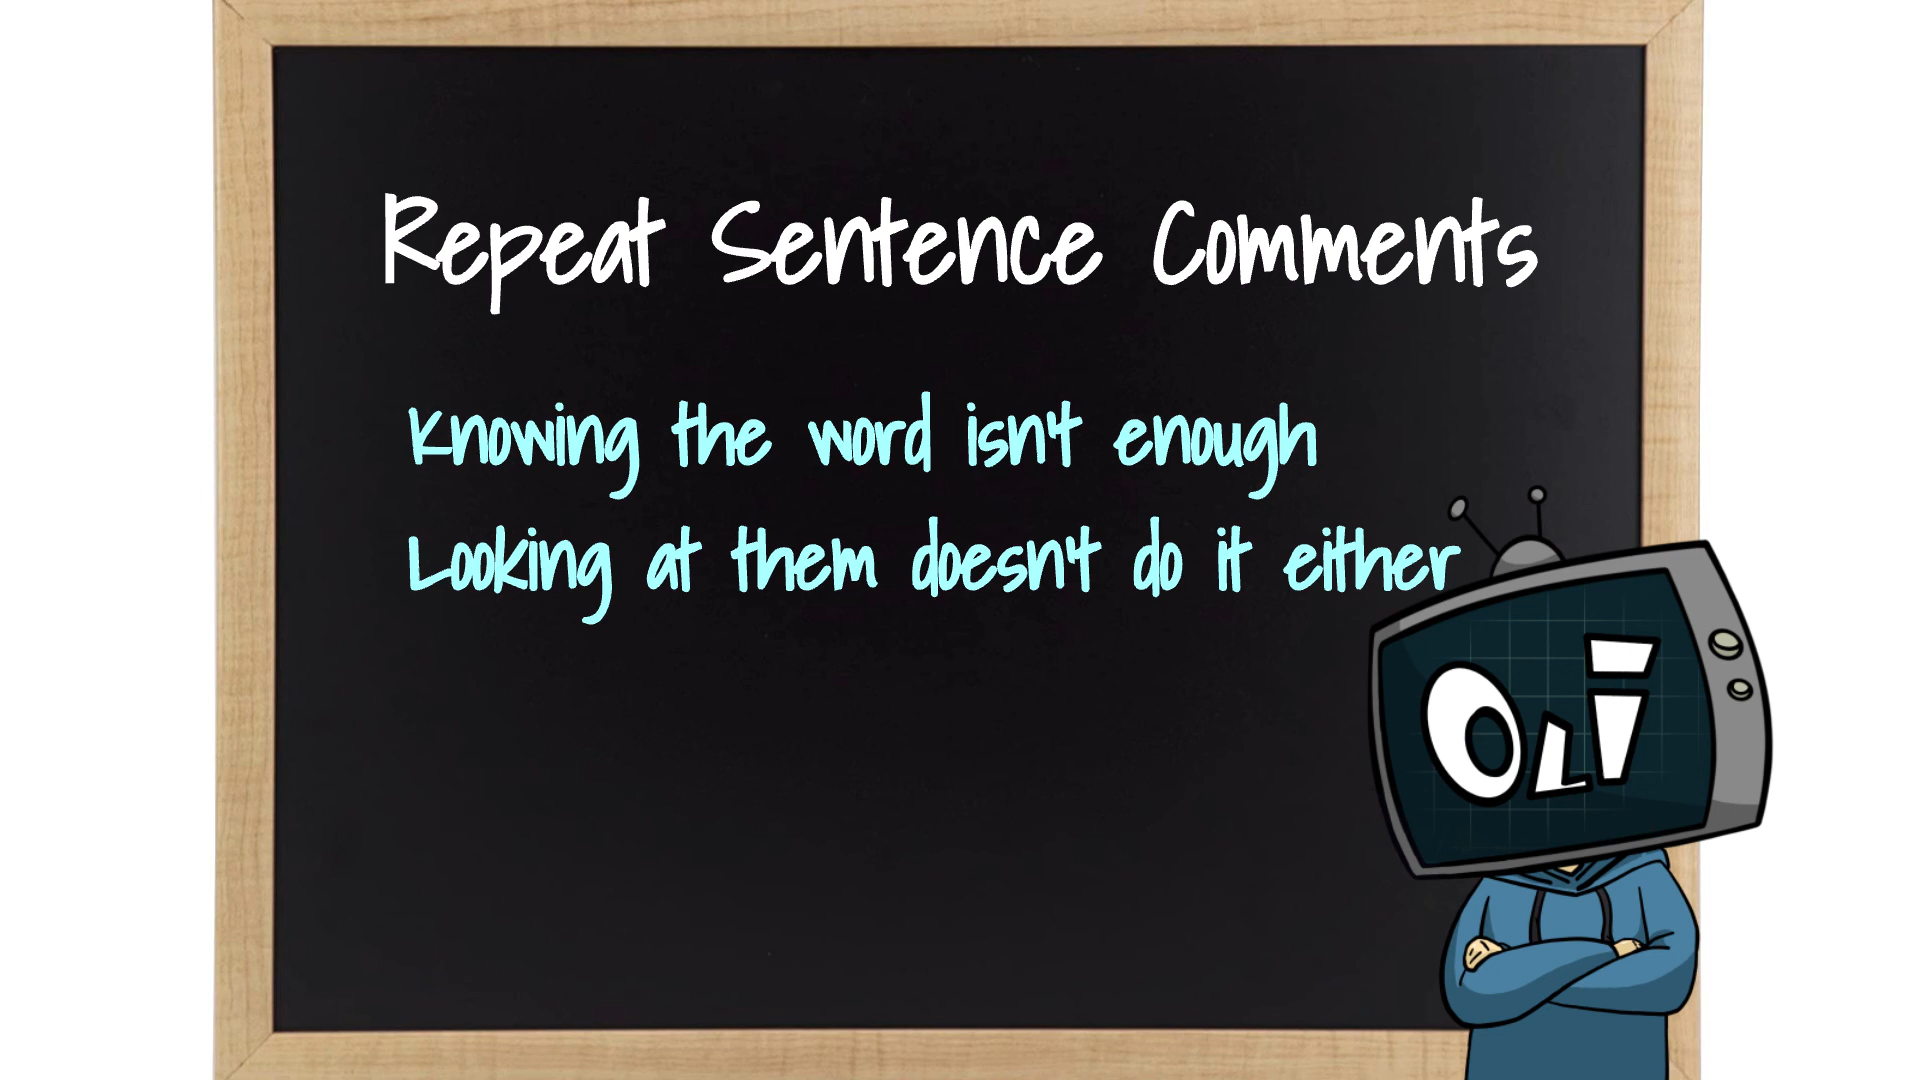 Repeat Sentence Comments
Knowing the word isn't enough
Looking at them doesn't do it either
OLI